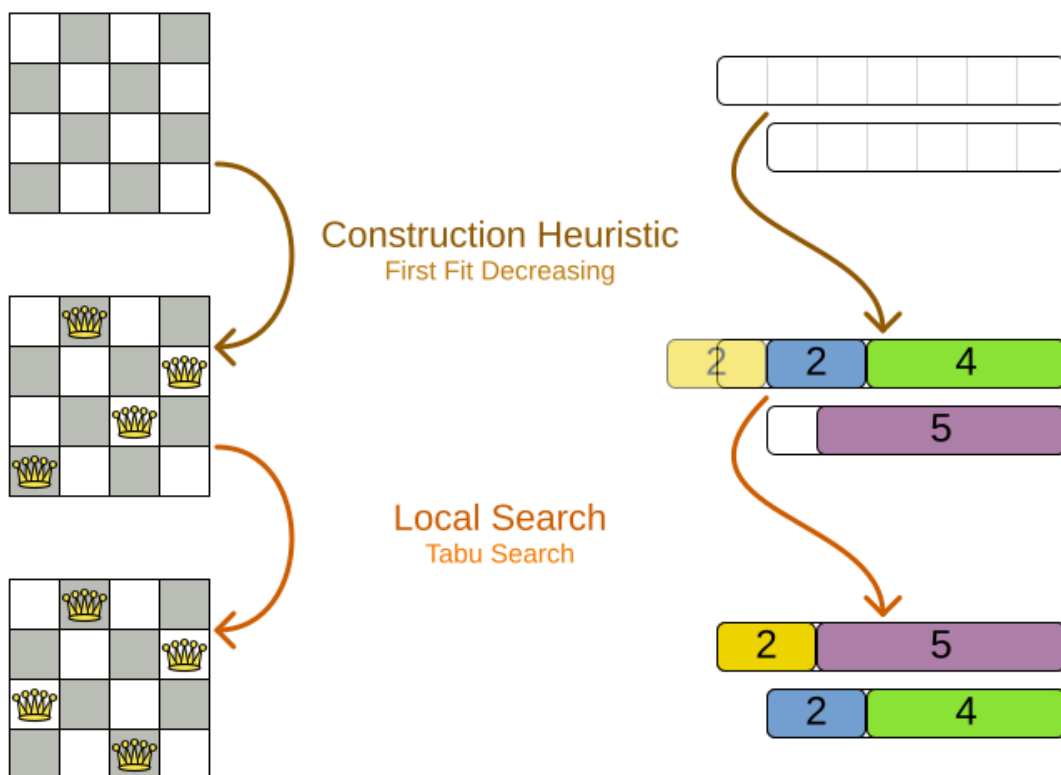 Construction Heuristic
First Fit Decreasing
2 2 4
5
Local Search
Tabu Search
2 5
2 4